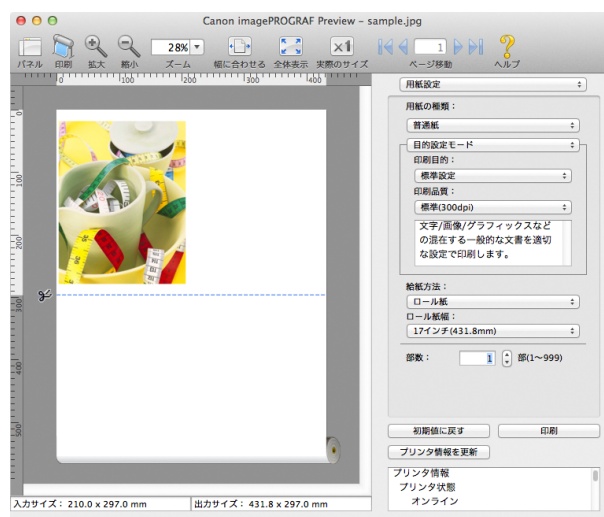 Canon imagePROGRAF Preview – sample.jpg
28%
1
パネル 印刷 拡大 縮小 ズーム 幅に合わせる 全体表示 実際のサイズ ページ移動 ヘルプ
0 100 200 300 400
0
100
200
300
400
500
用紙設定
用紙の種類：
普通紙
目的設定モード
印刷目的：
標準設定
印刷品質：
標準(300dpi)
文字/画像/グラフィックスなど
の混在する一般的な文書を適切
な設定で印刷します。
給紙方法：
ロール紙
ロール紙幅：
17インチ(431.8mm)
部数： 1 部(1〜999)
初期値に戻す 印刷
プリンタ情報を更新
プリンタ情報
プリンタ状態
オンライン
入力サイズ： 210.0 x 297.0 mm 出力サイズ： 431.8 x 297.0 mm